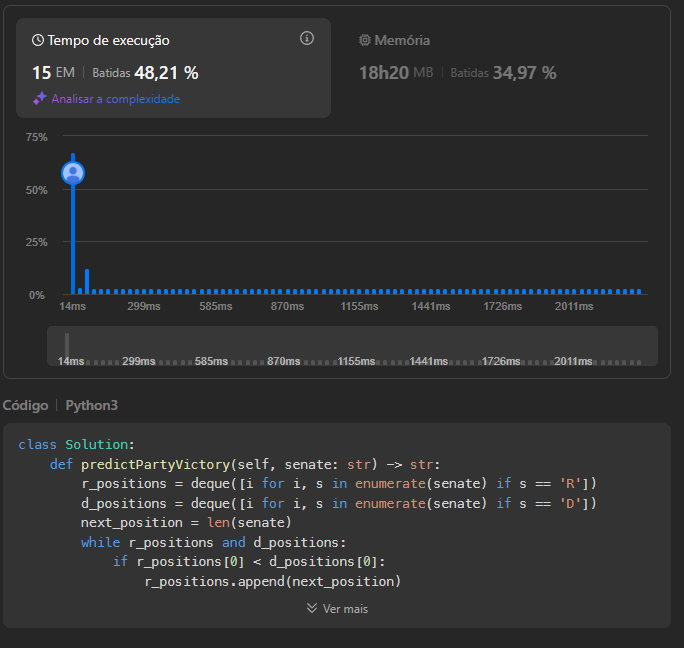 Tempo de execução
15 EM | Batidas 48,21 %
Analisar a complexidade
Memória
18h20 MB | Batidas 34,97 %
75%
50%
25%
0%
14ms 299ms 585ms 870ms 1155ms 1441ms 1726ms 2011ms
14ms 299ms 585ms 870ms 1155ms 1441ms 1726ms 2011ms
Código | Python3
class Solution:
    def predictPartyVictory(self, senate: str) -> str:
        r_positions = deque([i for i, s in enumerate(senate) if s == 'R'])
        d_positions = deque([i for i, s in enumerate(senate) if s == 'D'])
        next_position = len(senate)
        while r_positions and d_positions:
            if r_positions[0] < d_positions[0]:
                r_positions.append(next_position)
Ver mais